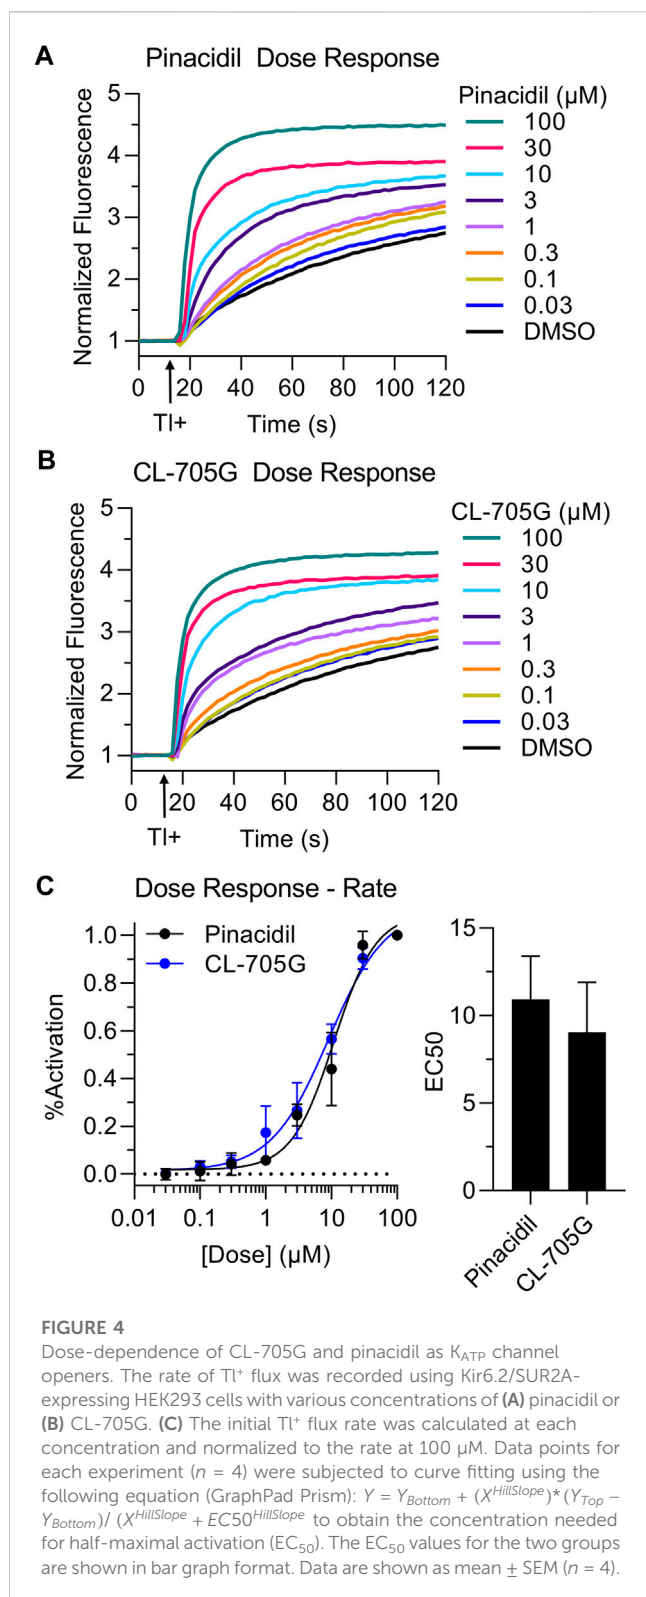 A
Pinacidil Dose Response
Normalized Fluorescence
5
4
3
2
1
0 20 40 60 80 100 120
Tl+
Time (s)
Pinacidil (µM)
100
30
10
3
1
0.3
0.1
0.03
DMSO
B
CL-705G Dose Response
Normalized Fluorescence
5
4
3
2
1
0 20 40 60 80 100 120
Tl+
Time (s)
CL-705G (µM)
100
30
10
3
1
0.3
0.1
0.03
DMSO
C
Dose Response - Rate
%Activation
1.0
0.8
0.6
0.4
0.2
0.0
0.01 0.1 1 10 100
[Dose] (µM)
Pinacidil
CL-705G
EC50
15
10
5
0
Pinacidil
CL-705G
FIGURE 4
Dose-dependence of CL-705G and pinacidil as KATP channel
openers. The rate of Tl+ flux was recorded using Kir6.2/SUR2A-
expressing HEK293 cells with various concentrations of (A) pinacidil or
(B) CL-705G. (C) The initial Tl+ flux rate was calculated at each
concentration and normalized to the rate at 100 µM. Data points for
each experiment (n = 4) were subjected to curve fitting using the
following equation (GraphPad Prism): Y = YBottom + (X^HillSlope)*(YTop –
YBottom)/ (X^HillSlope + EC50^HillSlope to obtain the concentration needed
for half-maximal activation (EC50). The EC50 values for the two groups
are shown in bar graph format. Data are shown as mean ± SEM (n = 4).